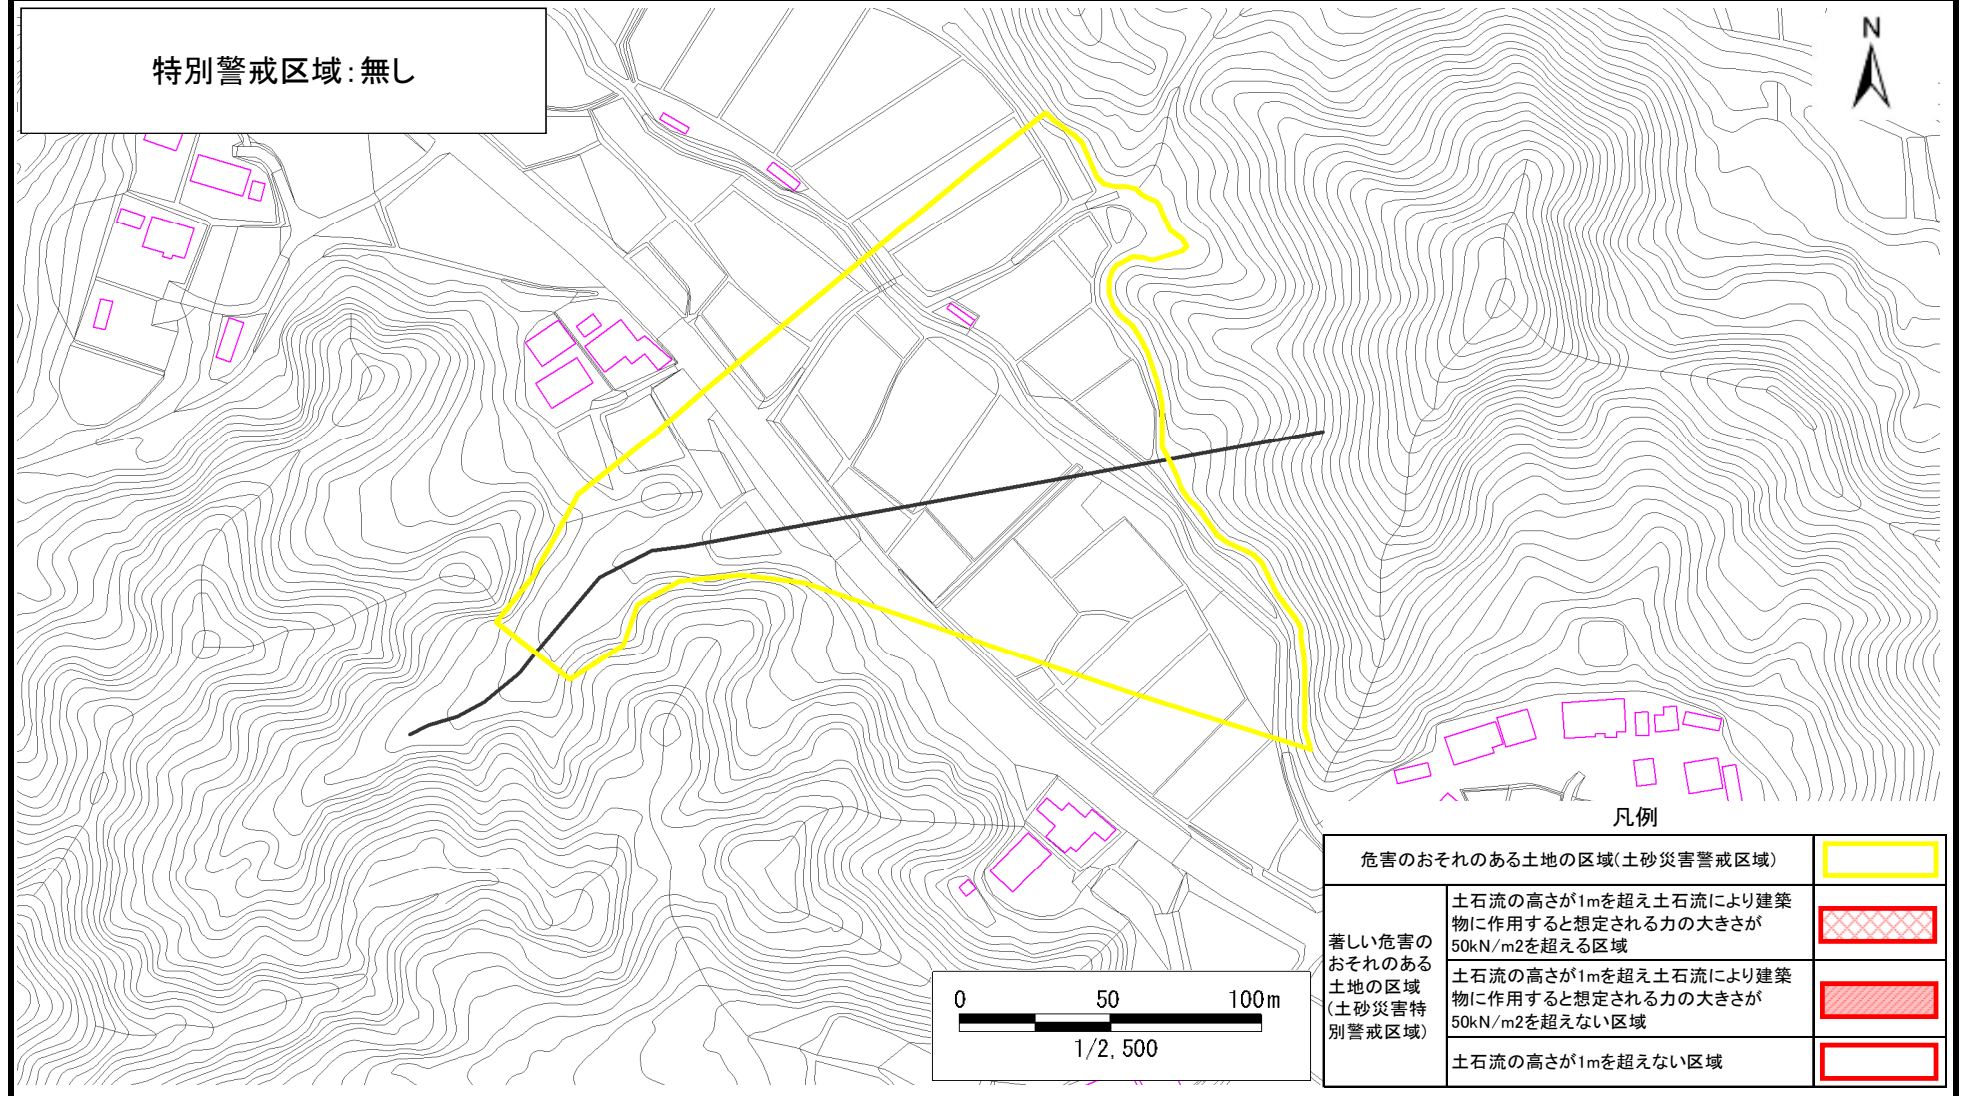 特別警戒区域：無し
N
凡例
危害のおそれのある土地の区域(土砂災害警戒区域)
著しい危害の
おそれのある
土地の区域
(土砂災害特
別警戒区域)
土石流の高さが1mを超え土石流により建築
物に作用すると想定される力の大きさが
50kN/m2を超える区域
土石流の高さが1mを超え土石流により建築
物に作用すると想定される力の大きさが
50kN/m2を超えない区域
土石流の高さが1mを超えない区域
0 50 100m
1/2,500